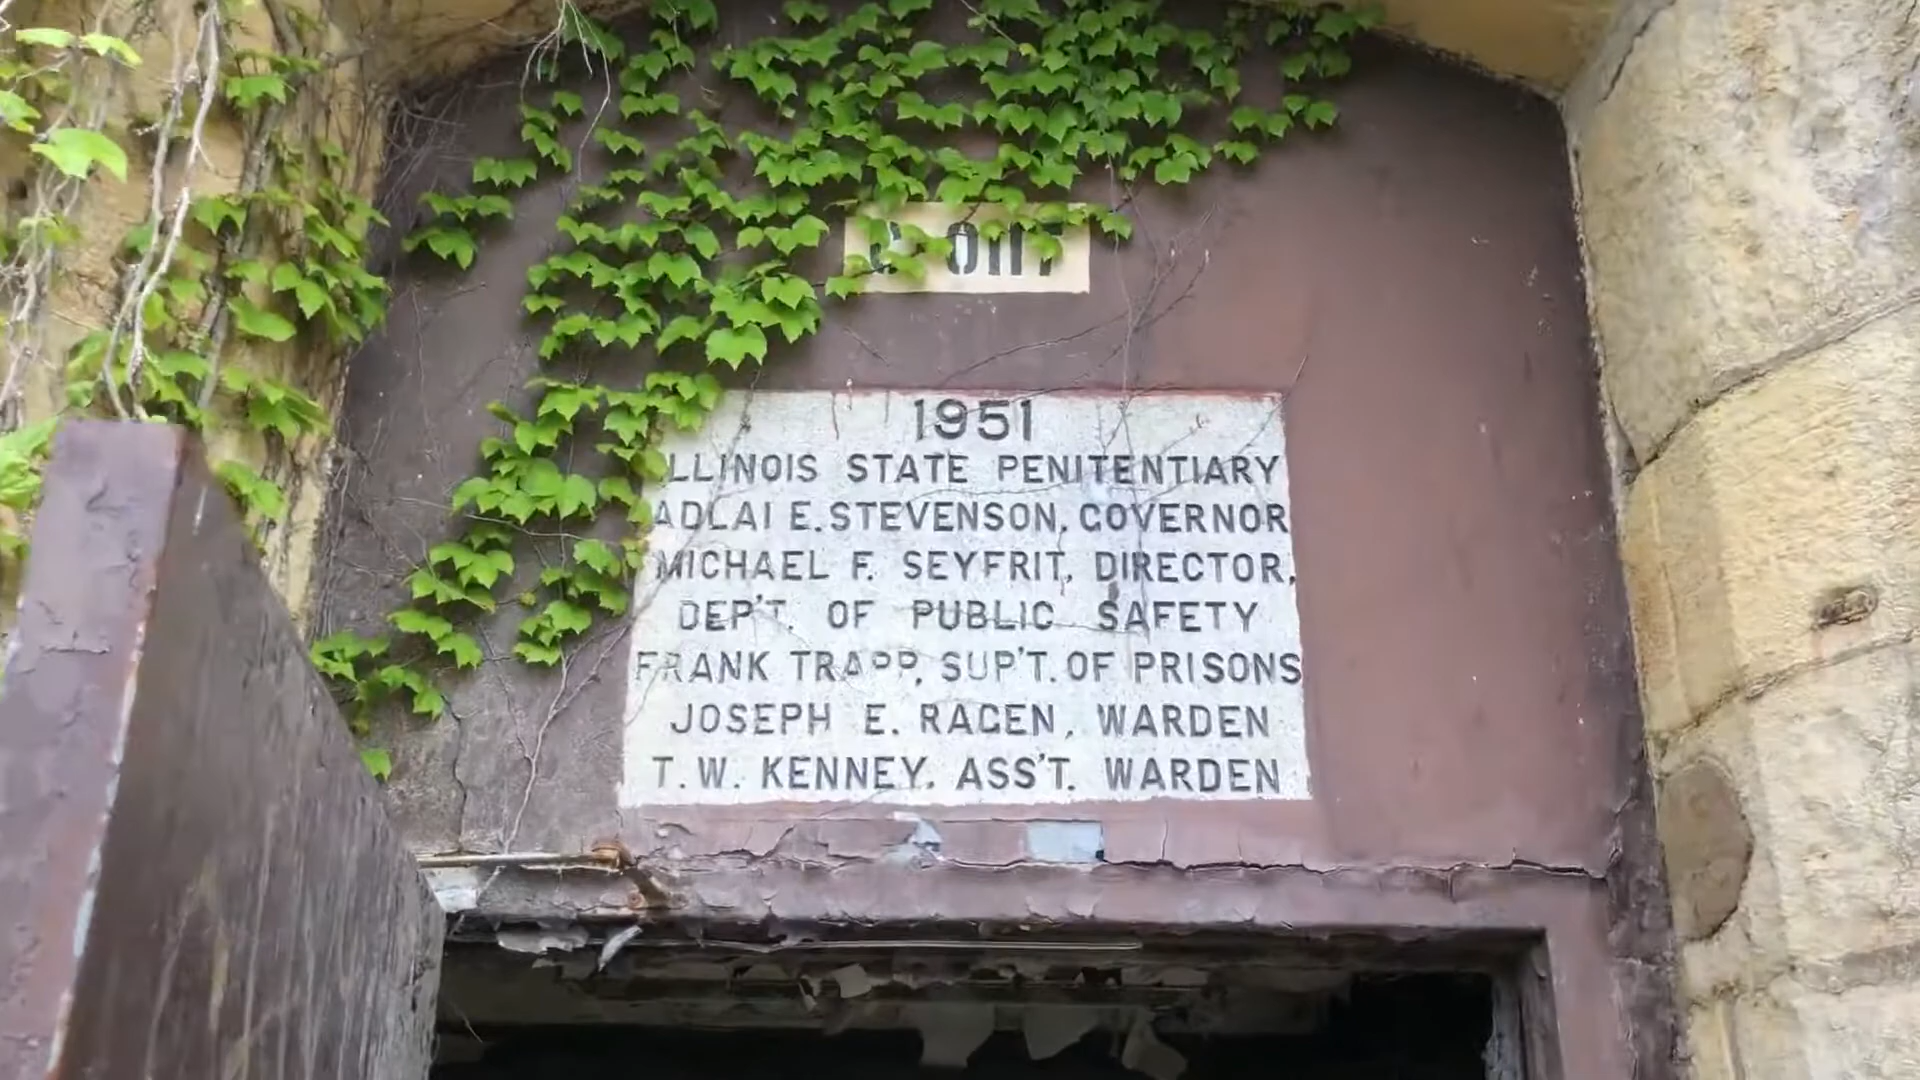 1951
ILLINOIS STATE PENITENTIARY
ADLAI E. STEVENSON, GOVERNOR
MICHAEL F. SEYFRIT, DIRECTOR,
DEP'T. OF PUBLIC SAFETY
FRANK TRAPP, SUP'T. OF PRISONS
JOSEPH E. RAGEN, WARDEN
T. W. KENNEY, ASS'T. WARDEN